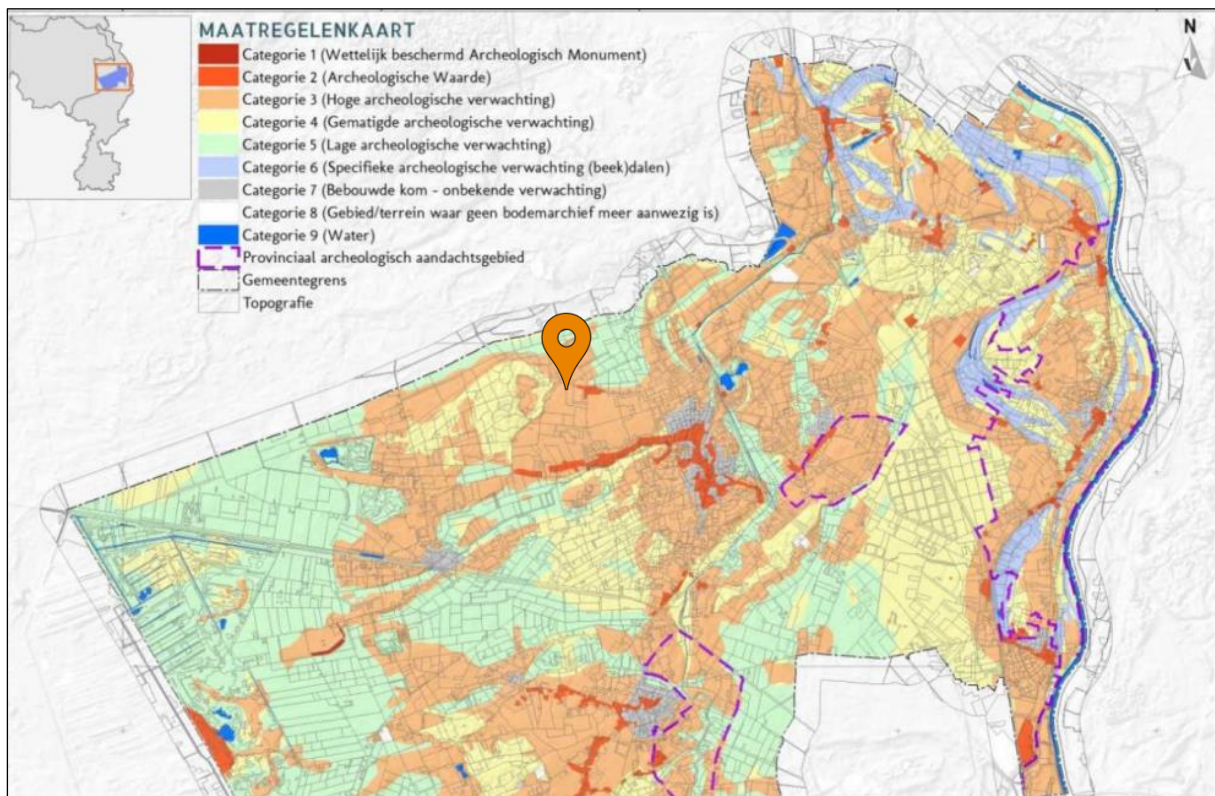 MAATREGELENKAART
Categorie 1 (Wettelijk beschermd Archeologisch Monument)
Categorie 2 (Archeologische Waarde)
Categorie 3 (Hoge archeologische verwachting)
Categorie 4 (Gematigde archeologische verwachting)
Categorie 5 (Lage archeologische verwachting)
Categorie 6 (Specifieke archeologische verwachting (beek)dalen)
Categorie 7 (Bebouwde kom - onbekende verwachting)
Categorie 8 (Gebied/terrein waar geen bodemarchief meer aanwezig is)
Categorie 9 (Water)
Provinciaal archeologisch aandachtsgebied
Gemeentegrens
Topografie
N